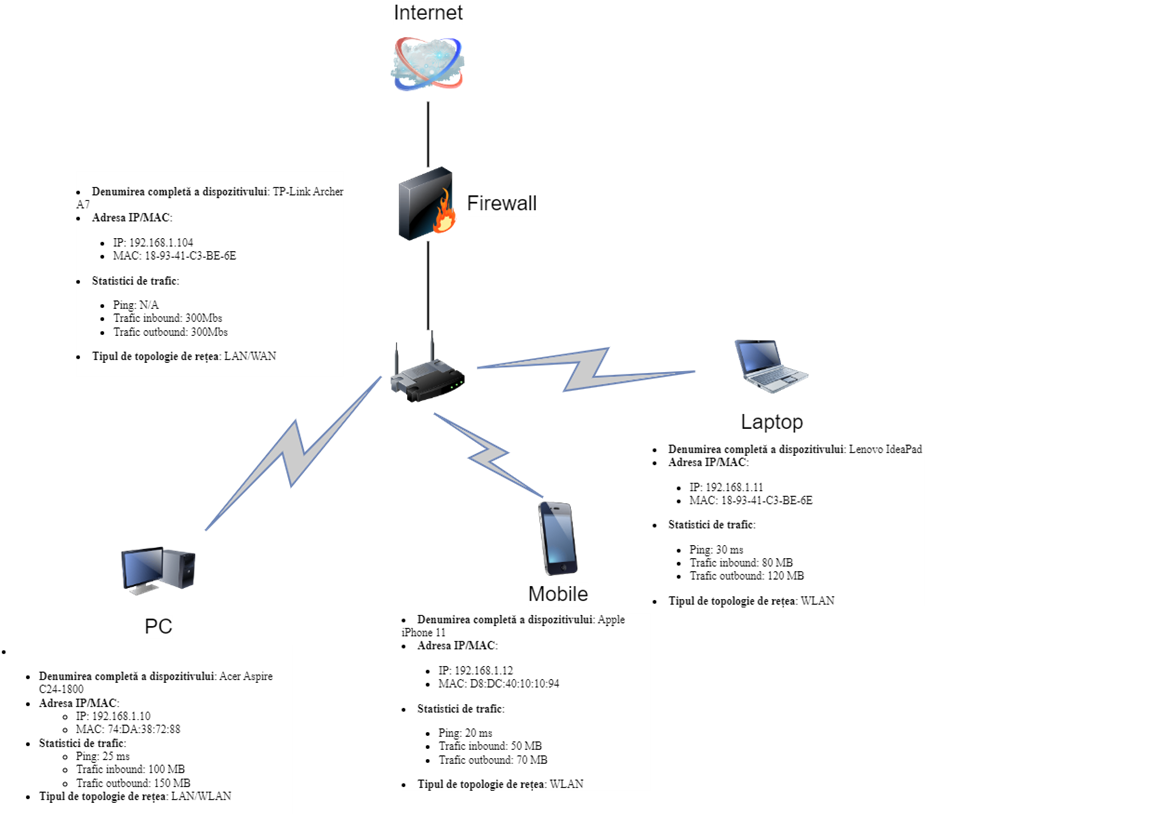 Internet
Firewall
Denumirea completă a dispozitivului: TP-Link Archer
A7
Adresa IP/MAC:
IP: 192.168.1.104
MAC: 18-93-41-C3-BE-6E
Statistici de trafic:
Ping: N/A
Trafic inbound: 300Mbs
Trafic outbound: 300Mbs
Tipul de topologie de rețea: LAN/WAN
Laptop
Denumirea completă a dispozitivului: Lenovo IdeaPad
Adresa IP/MAC:
IP: 192.168.1.11
MAC: 18-93-41-C3-BE-6E
Statistici de trafic:
Ping: 30 ms
Trafic inbound: 80 MB
Trafic outbound: 120 MB
Tipul de topologie de rețea: WLAN
Mobile
Denumirea completă a dispozitivului: Apple
iPhone 11
Adresa IP/MAC:
IP: 192.168.1.12
MAC: D8:DC:40:10:10:94
Statistici de trafic:
Ping: 20 ms
Trafic inbound: 50 MB
Trafic outbound: 70 MB
Tipul de topologie de rețea: WLAN
PC
Denumirea completă a dispozitivului: Acer Aspire
C24-1800
Adresa IP/MAC:
IP: 192.168.1.10
MAC: 74:DA:38:72:88
Statistici de trafic:
Ping: 25 ms
Trafic inbound: 100 MB
Trafic outbound: 150 MB
Tipul de topologie de rețea: LAN/WLAN